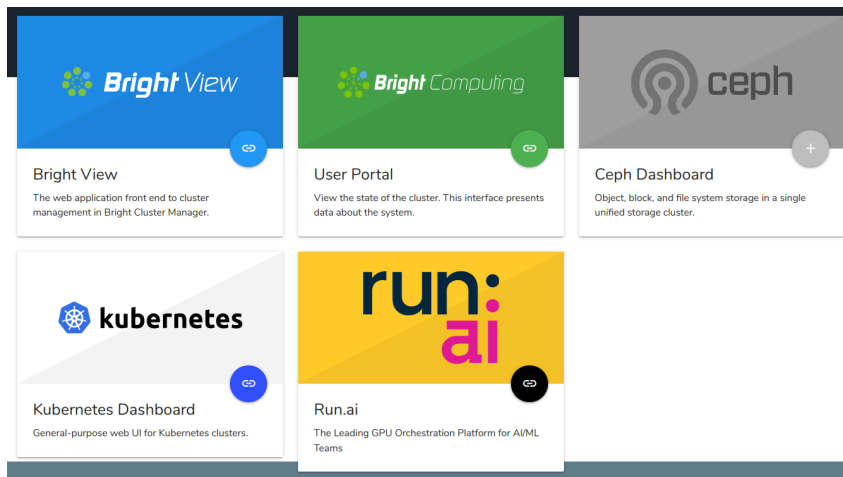 Bright View
Bright Computing
ceph
Bright View
The web application front end to cluster
management in Bright Cluster Manager.
User Portal
View the state of the cluster. This interface presents
data about the system.
Ceph Dashboard
Object, block, and file system storage in a single
unified storage cluster.
kubernetes
run:
ai
Kubernetes Dashboard
General-purpose web UI for Kubernetes clusters.
Run.ai
The Leading GPU Orchestration Platform for AI/ML
Teams